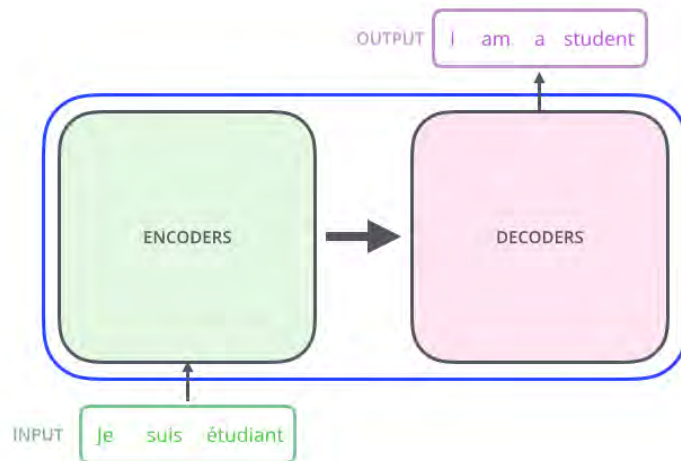 OUTPUT I am a student
ENCODERS DECODERS
INPUT Je suis étudiant